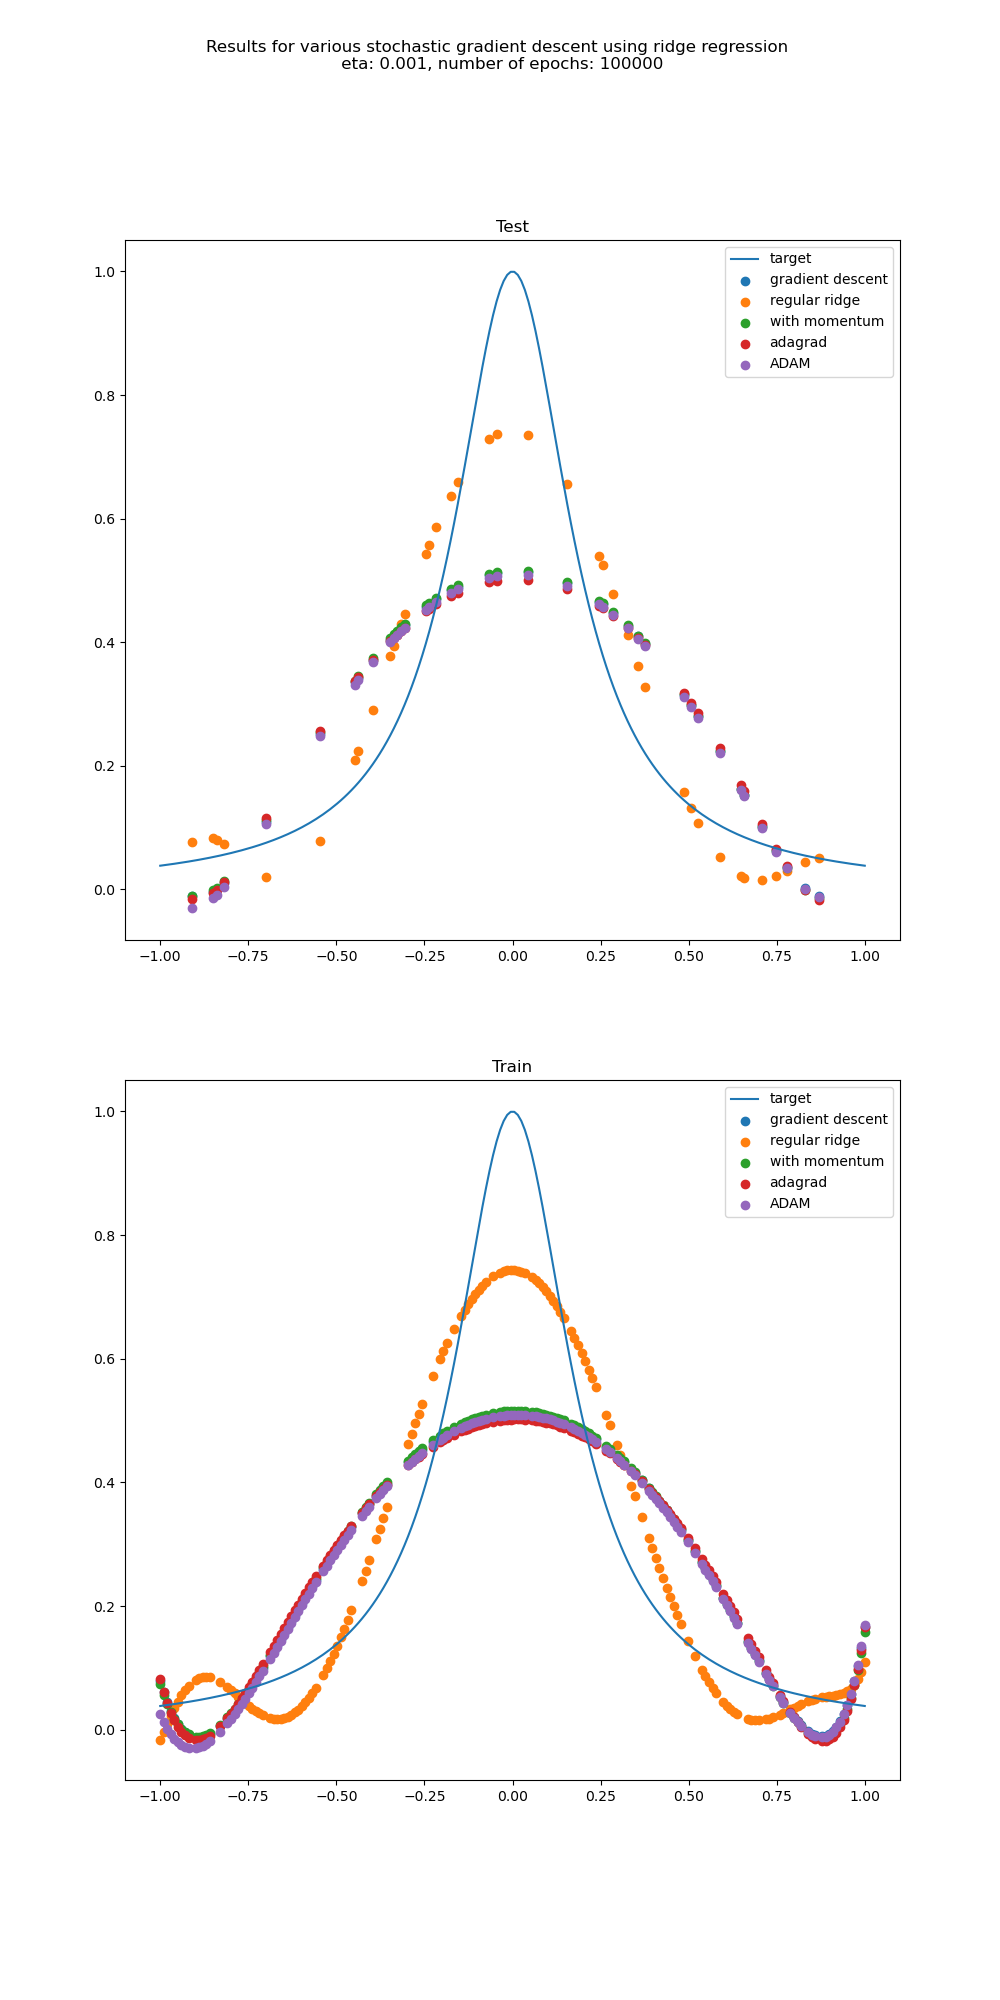 Results for various stochastic gradient descent using ridge regression
eta: 0.001, number of epochs: 100000
Test
target
gradient descent
regular ridge
with momentum
adagrad
ADAM
1.0
0.8
0.6
0.4
0.2
0.0
−1.00 −0.75 −0.50 −0.25 0.00 0.25 0.50 0.75 1.00
Train
target
gradient descent
regular ridge
with momentum
adagrad
ADAM
1.0
0.8
0.6
0.4
0.2
0.0
−1.00 −0.75 −0.50 −0.25 0.00 0.25 0.50 0.75 1.00